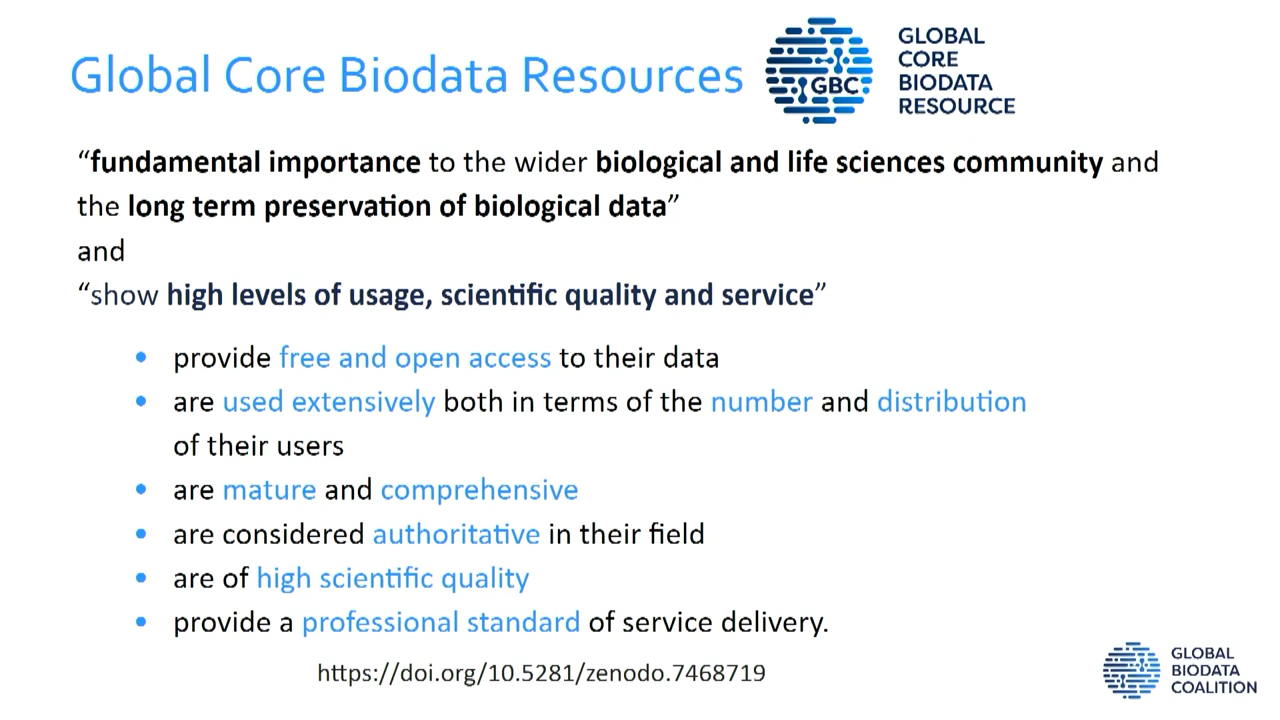 Global Core Biodata Resources
GBC
GLOBAL
CORE
BIODATA
RESOURCE
“fundamental importance to the wider biological and life sciences community and
the long term preservation of biological data”
and
“show high levels of usage, scientific quality and service”
• provide free and open access to their data
• are used extensively both in terms of the number and distribution
of their users
• are mature and comprehensive
• are considered authoritative in their field
• are of high scientific quality
• provide a professional standard of service delivery.
https://doi.org/10.5281/zenodo.7468719
GLOBAL
BIODATA
COALITION